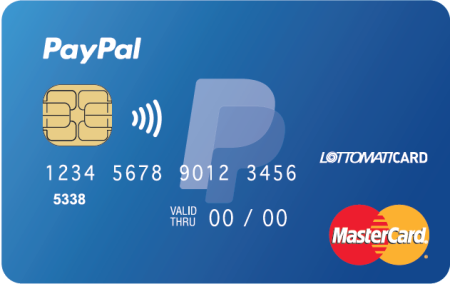 PayPal
LOTTOMATICARD
1234 5678 9012 3456
5338
VALID
THRU 00 / 00
MasterCard